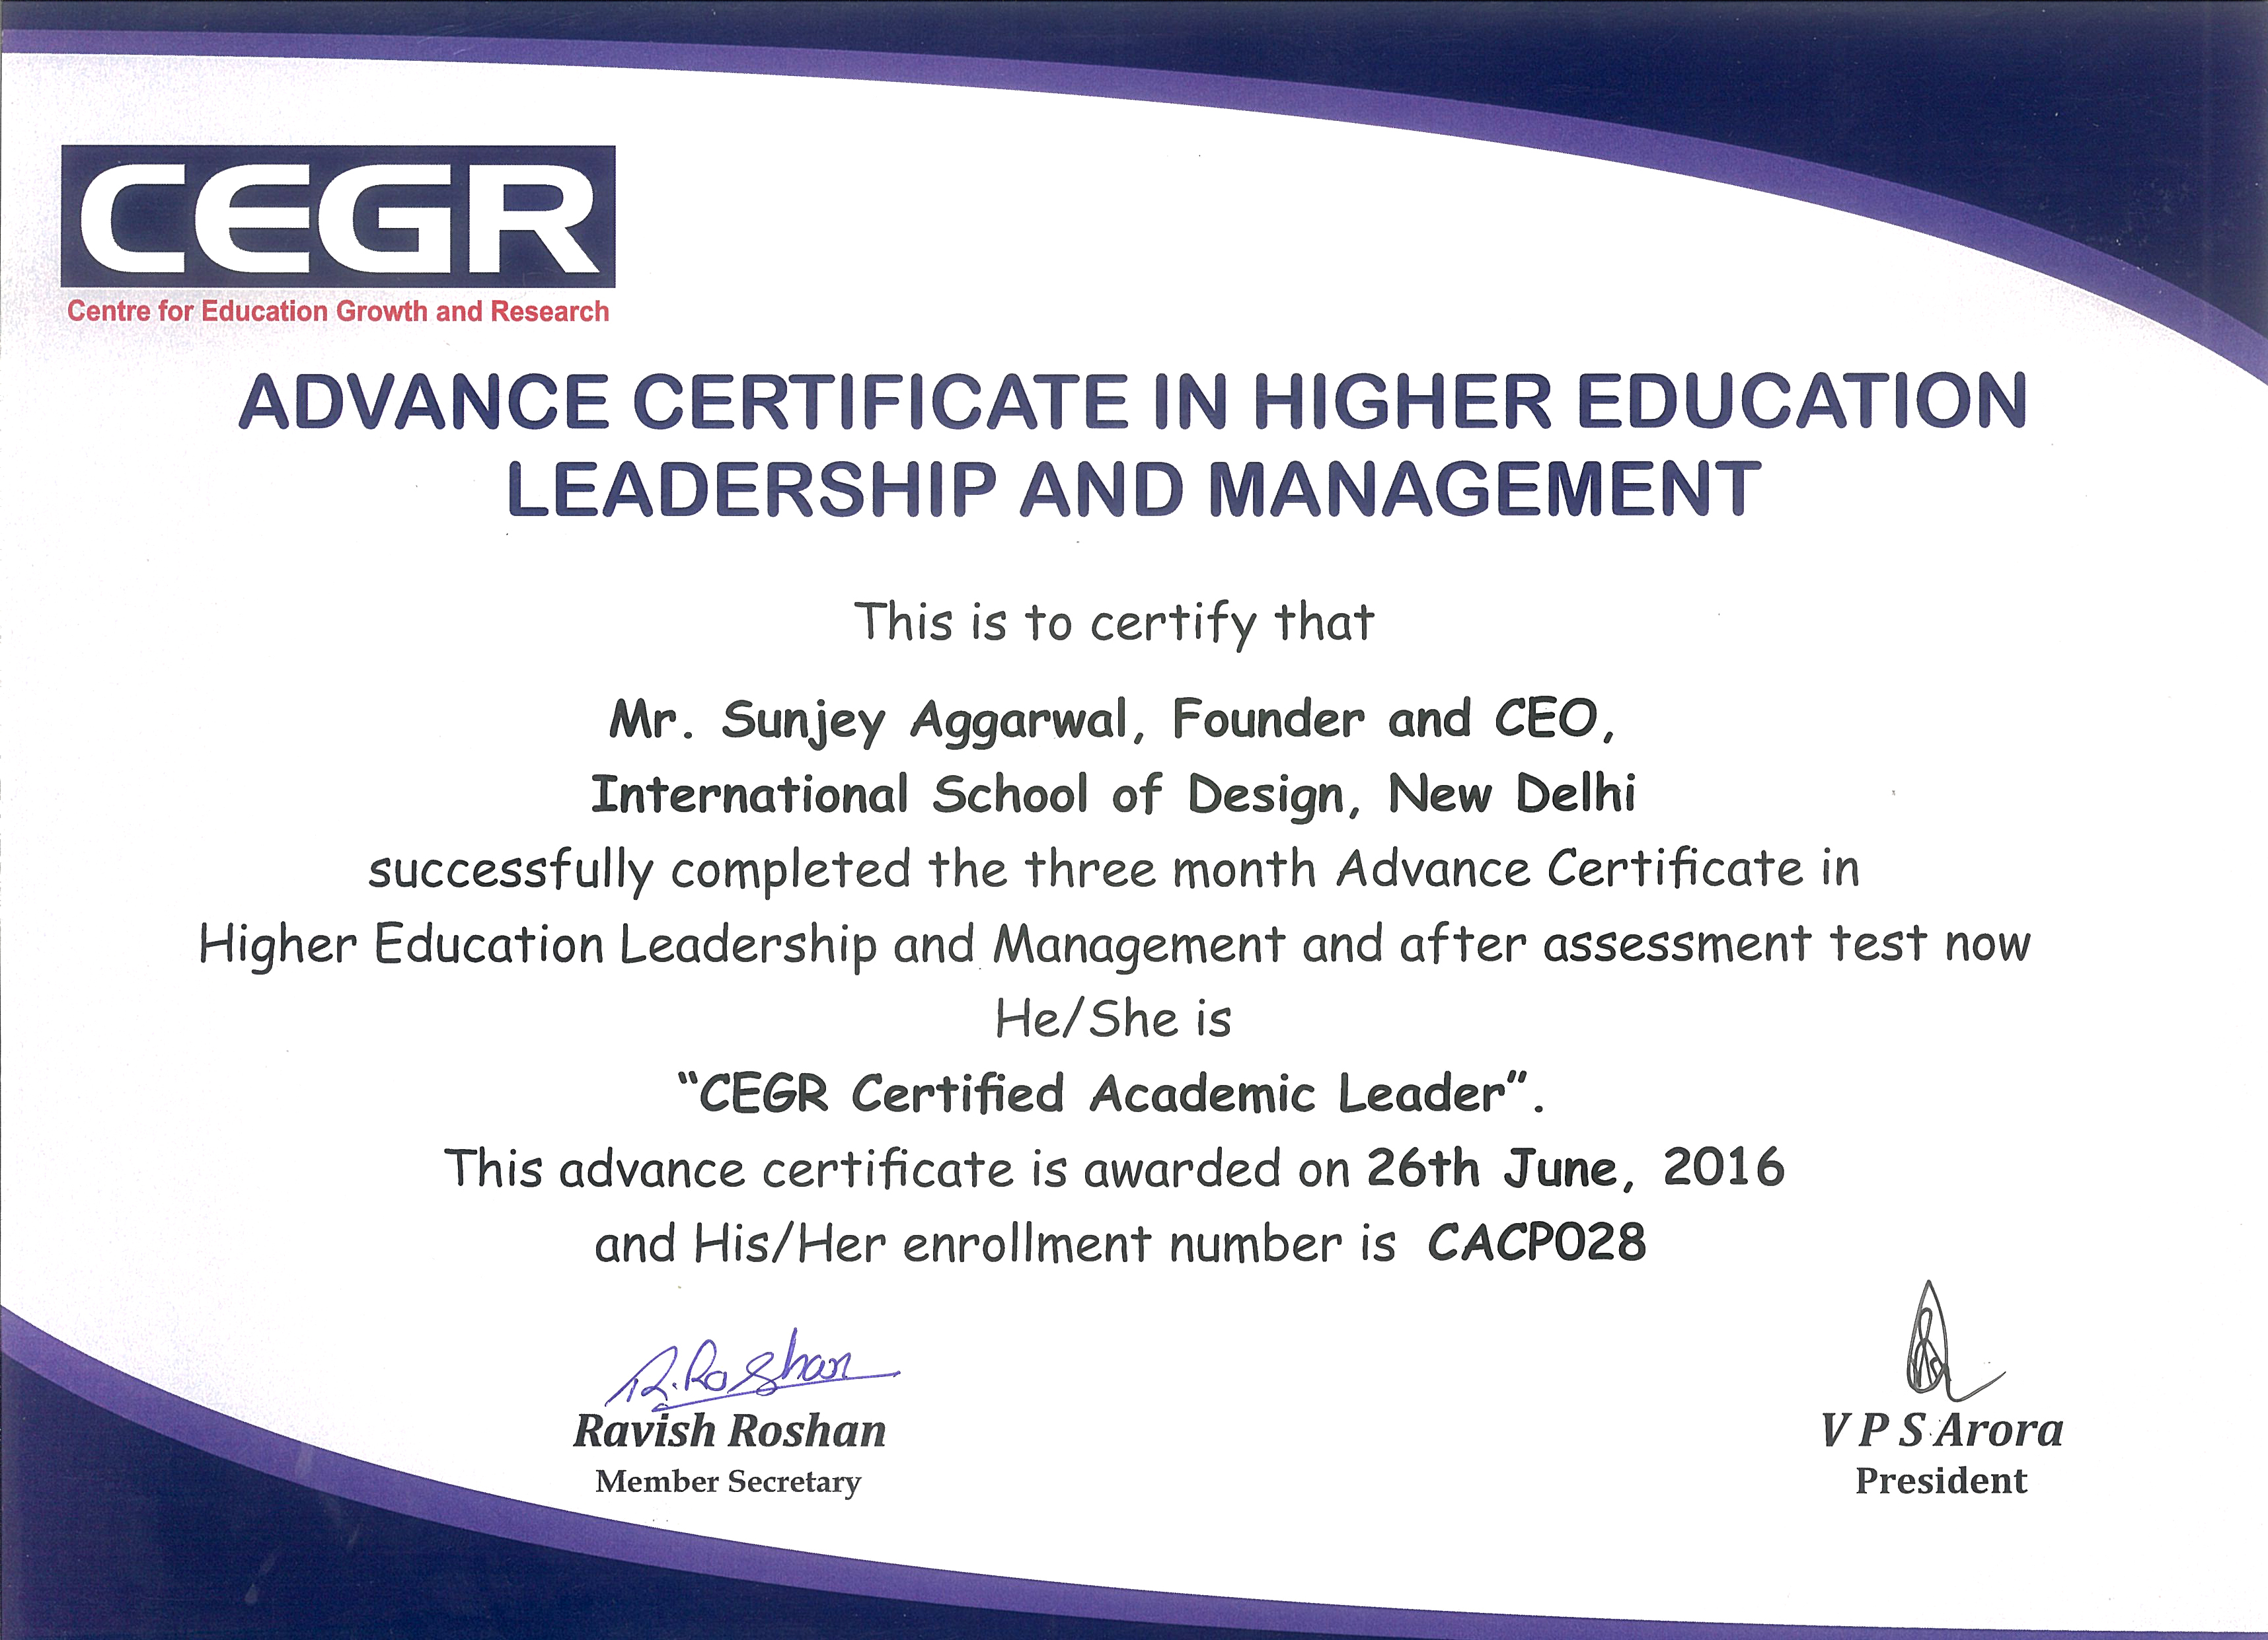 CEGR
Centre for Education Growth and Research
ADVANCE CERTIFICATE IN HIGHER EDUCATION
LEADERSHIP AND MANAGEMENT
This is to certify that
Mr. Sunjey Aggarwal, Founder and CEO,
International School of Design, New Delhi
successfully completed the three month Advance Certificate in
Higher Education Leadership and Management and after assessment test now
He/She is
“CEGR Certified Academic Leader”.
This advance certificate is awarded on 26th June, 2016
and His/Her enrollment number is CACP028
R. Roshan
Ravish Roshan
Member Secretary
V P S Arora
President